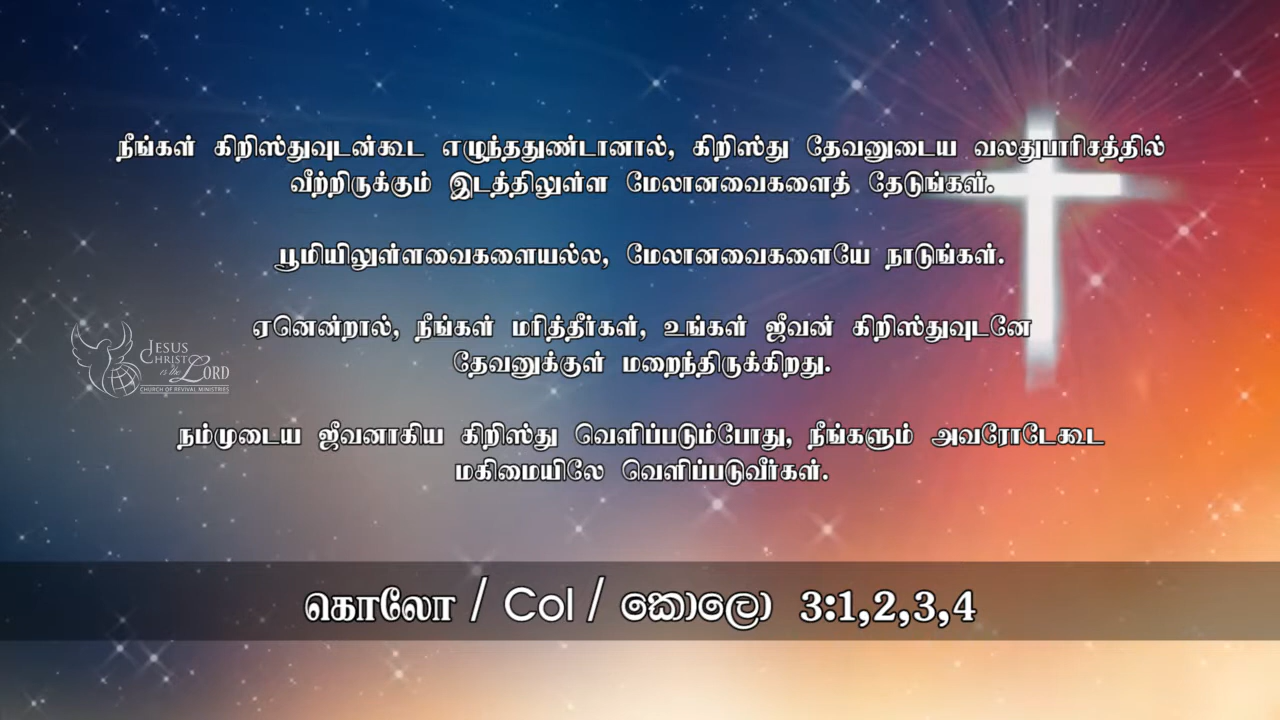 நீங்கள் கிறிஸ்துவுடன்கூட எழுந்ததுண்டானால், கிறிஸ்து தேவனுடைய வலதுபாரிசத்தில்
வீற்றிருக்கும் இடத்திலுள்ள மேலானவைகளைத் தேடுங்கள்.
பூமியிலுள்ளவைகளையல்ல, மேலானவைகளையே நாடுங்கள்.
ஏனென்றால், நீங்கள் மரித்தீர்கள், உங்கள் ஜீவன் கிறிஸ்துவுடனே
தேவனுக்குள் மறைந்திருக்கிறது.
JESUS
CHRIST
is the LORD
CHURCH OF REVIVAL MINISTRIES
நம்முடைய ஜீவனாகிய கிறிஸ்து வெளிப்படும்போது, நீங்களும் அவரோடேகூட
மகிமையிலே வெளிப்படுவீர்கள்.
கொலோ / Col / කොලො 3:1,2,3,4